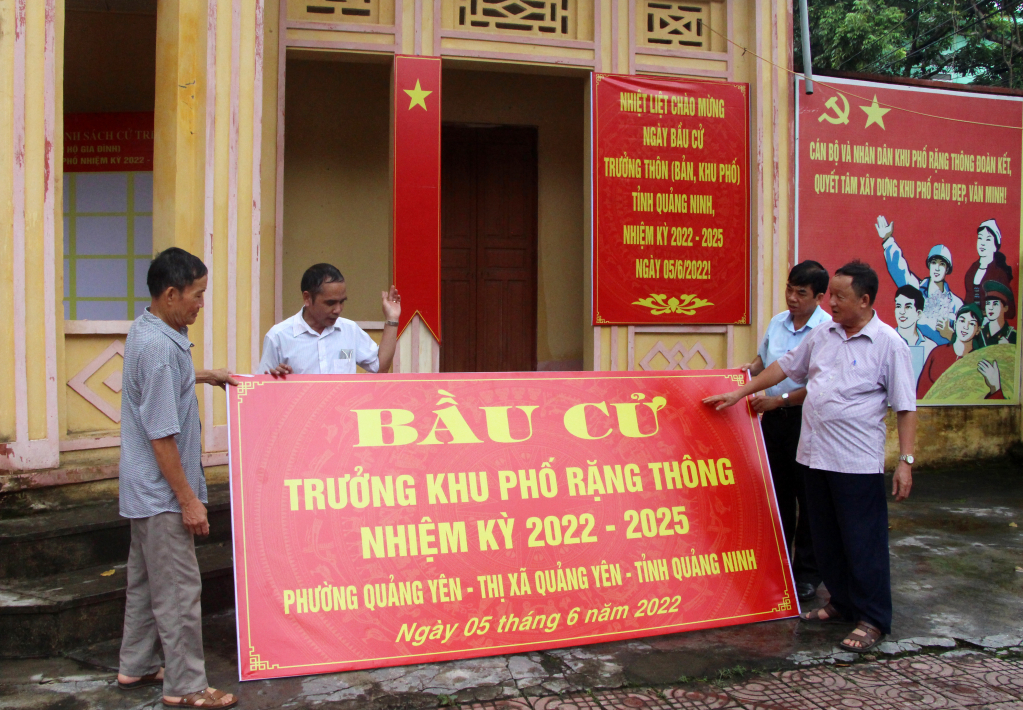 NH SÁCH CỬ TRI
HỘ GIA ĐÌNH)
PHỐ NHIỆM KỲ 2022 -
NHIỆT LIỆT CHÀO MỪNG
NGÀY BẦU CỬ
TRƯỞNG THÔN (BẢN, KHU PHỐ)
TỈNH QUẢNG NINH,
NHIỆM KỲ 2022 - 2025
NGÀY 05/6/2022!
CÁN BỘ VÀ NHÂN DÂN KHU PHỐ RẶNG THÔNG ĐOÀN KẾT,
QUYẾT TÂM XÂY DỰNG KHU PHỐ GIÀU ĐẸP, VĂN MINH!
BẦU CỬ
TRƯỞNG KHU PHỐ RẶNG THÔNG
NHIỆM KỲ 2022 - 2025
PHƯỜNG QUẢNG YÊN - THỊ XÃ QUẢNG YÊN - TỈNH QUẢNG NINH
Ngày 05 tháng 6 năm 2022